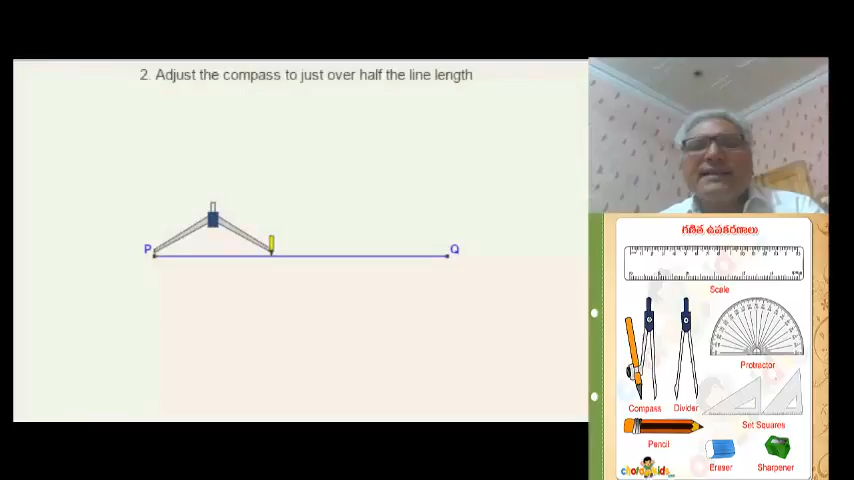 2. Adjust the compass to just over half the line length
P
Q
గణిత ఉపకరణాలు
Scale
Protractor
Compass
Divider
Set Squares
Pencil
Eraser
Sharpener